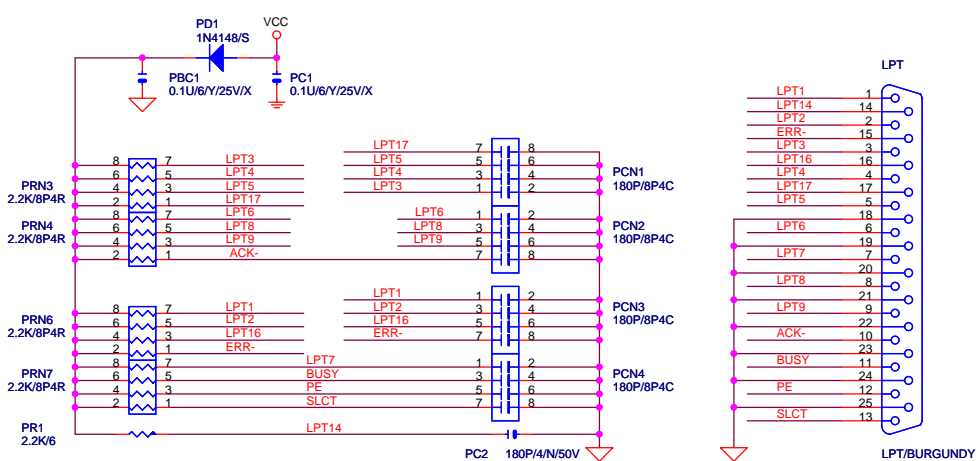 PD1
1N4148/S
VCC
PBC1
0.1U/6/Y/25V/X
PC1
0.1U/6/Y/25V/X
PRN3
2.2K/8P4R
8 7 LPT3
6 5 LPT4
4 3 LPT5
2 1 LPT17
PRN4
2.2K/8P4R
8 7 LPT6
6 5 LPT8
4 3 LPT9
2 1 ACK-
LPT17 7 8
LPT5 5 6
LPT4 3 4
LPT3 1 2
PCN1
180P/8P4C
LPT6 1 2
LPT8 3 4
LPT9 5 6
7 8
PCN2
180P/8P4C
PRN6
2.2K/8P4R
8 7 LPT1
6 5 LPT2
4 3 LPT16
2 1 ERR-
LPT1 1 2
LPT2 3 4
LPT16 5 6
ERR- 7 8
PCN3
180P/8P4C
PRN7
2.2K/8P4R
8 7 LPT7 1 2
6 5 BUSY 3 4
4 3 PE 5 6
2 1 SLCT 7 8
PCN4
180P/8P4C
PR1
2.2K/6
LPT14
PC2
180P/4/N/50V
LPT
LPT1 1
LPT14 14
LPT2 2
ERR- 15
LPT3 3
LPT16 16
LPT4 4
LPT17 17
LPT5 5
18
LPT6 6
19
LPT7 7
20
LPT8 8
21
LPT9 9
22
ACK- 10
23
BUSY 11
24
PE 12
25
SLCT 13
LPT/BURGUNDY